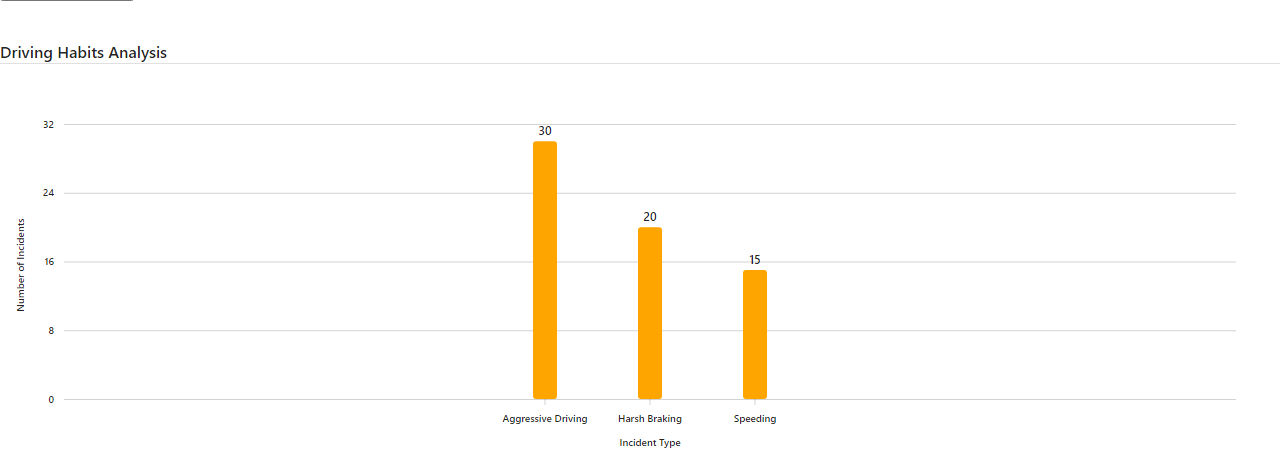 Driving Habits Analysis
32
30
24
20
16
15
8
0
Number of Incidents
Aggressive Driving
Harsh Braking
Speeding
Incident Type